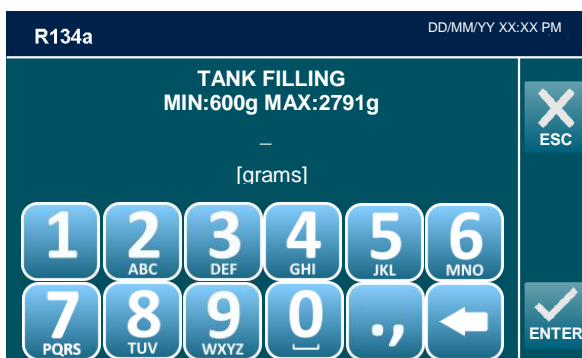 R134a
DD/MM/YY XX:XX PM
TANK FILLING
MIN:600g MAX:2791g
_
[grams]
ESC
1 2 3 4 5 6
ABC DEF GHI JKL MNO
7 8 9 0 .,
PQRS TUV WXYZ
ENTER